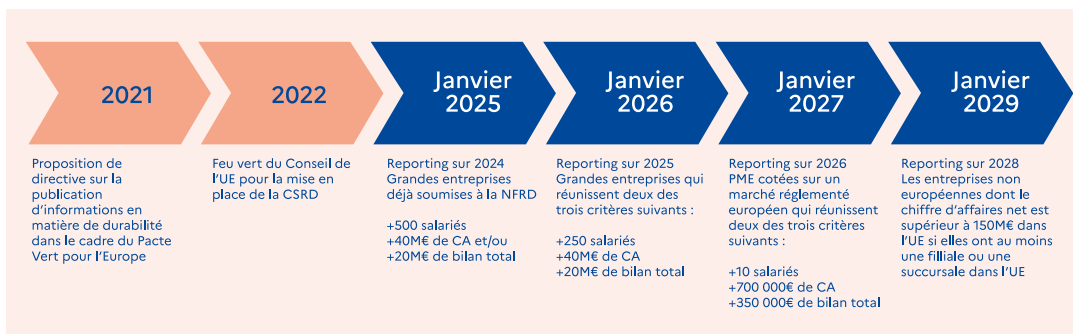 2021
Proposition de
directive sur la
publication
d'informations en
matière de durabilité
dans le cadre du Pacte
Vert pour l'Europe
2022
Feu vert du Conseil de
l'UE pour la mise en
place de la CSRD
Janvier
2025
Reporting sur 2024
Grandes entreprises
déjà soumises à la NFRD
+500 salariés
+40M€ de CA et/ou
+20M€ de bilan total
Janvier
2026
Reporting sur 2025
Grandes entreprises qui
réunissent deux des
trois critères suivants :
+250 salariés
+40M€ de CA
+20M€ de bilan total
Janvier
2027
Reporting sur 2026
PME cotées sur un
marché réglementé
européen qui réunissent
deux des trois critères
suivants :
+10 salariés
+700 000€ de CA
+350 000€ de bilan total
Janvier
2029
Reporting sur 2028
Les entreprises non
européennes dont le
chiffre d'affaires net est
supérieur à 150M€ dans
l'UE si elles ont au moins
une filliale ou une
succursale dans l'UE